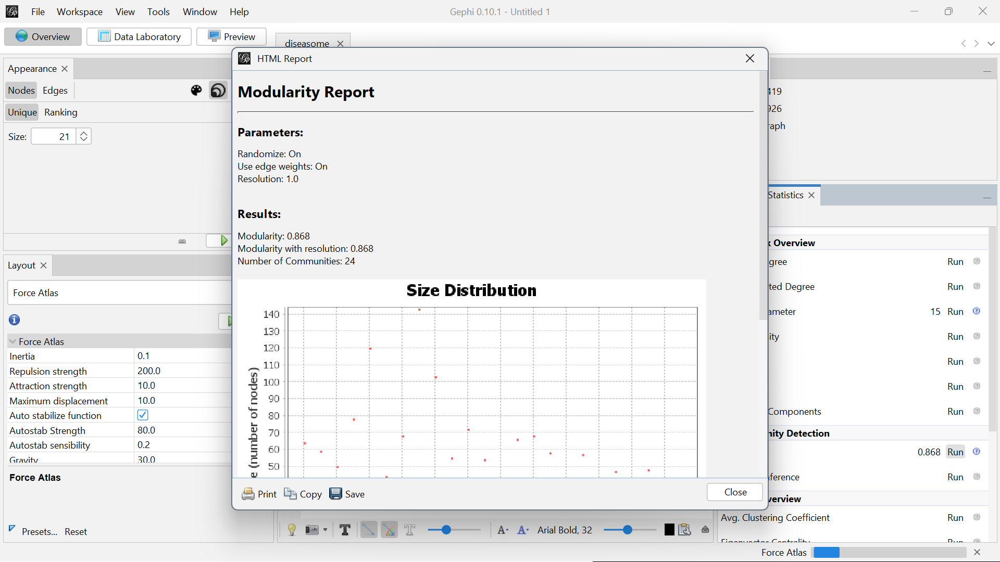 File Workspace View Tools Window Help
Gephi 0.10.1 - Untitled 1
Overview Data Laboratory Preview
diseasome
Appearance
Nodes Edges
Unique Ranking
Size: 21
Layout
Force Atlas
Force Atlas
Inertia 0.1
Repulsion strength 200.0
Attraction strength 10.0
Maximum displacement 10.0
Auto stabilize function
Autostab Strength 80.0
Autostab sensibility 0.2
Gravity 30.0
Force Atlas
Presets... Reset
HTML Report
Modularity Report
Parameters:
Randomize: On
Use edge weights: On
Resolution: 1.0
Results:
Modularity: 0.868
Modularity with resolution: 0.868
Number of Communities: 24
Size Distribution
140
130
120
110
100
90
80
70
60
50
e (number of nodes)
Print Copy Save
Close
419
926
raph
Statistics
Overview
gree Run
ted Degree Run
ameter 15 Run
ity Run
Run
Run
Components Run
nity Detection
0.868 Run
ference Run
verview
Avg. Clustering Coefficient Run
Eigenvector Centrality Run
Arial Bold, 32
Force Atlas